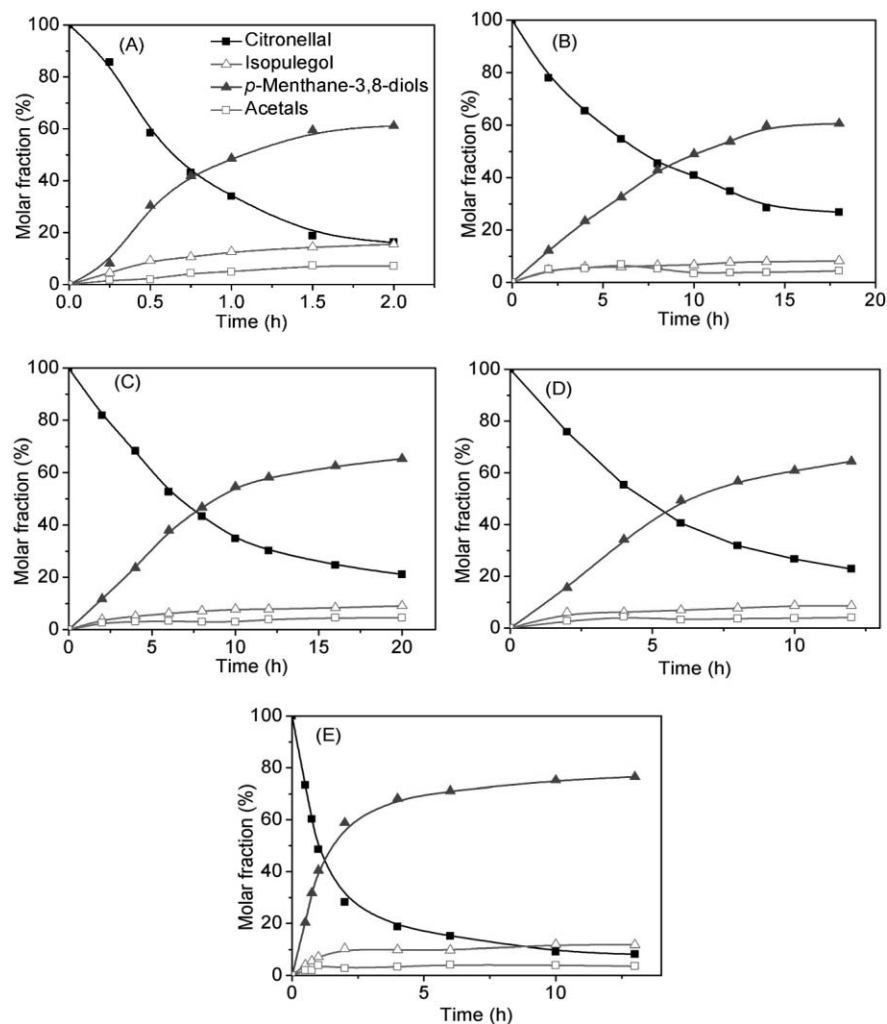 (A)
Citronellal
Isopulegol
p-Menthane-3,8-diols
Acetals
Molar fraction (%)
100
80
60
40
20
0
0.0 0.5 1.0 1.5 2.0
Time (h)
(B)
Molar fraction (%)
100
80
60
40
20
0
0 5 10 15 20
Time (h)
(C)
Molar fraction (%)
100
80
60
40
20
0
0 5 10 15 20
Time (h)
(D)
Molar fraction (%)
100
80
60
40
20
0
0 5 10
Time (h)
(E)
Molar fraction (%)
100
80
60
40
20
0
0 5 10
Time (h)